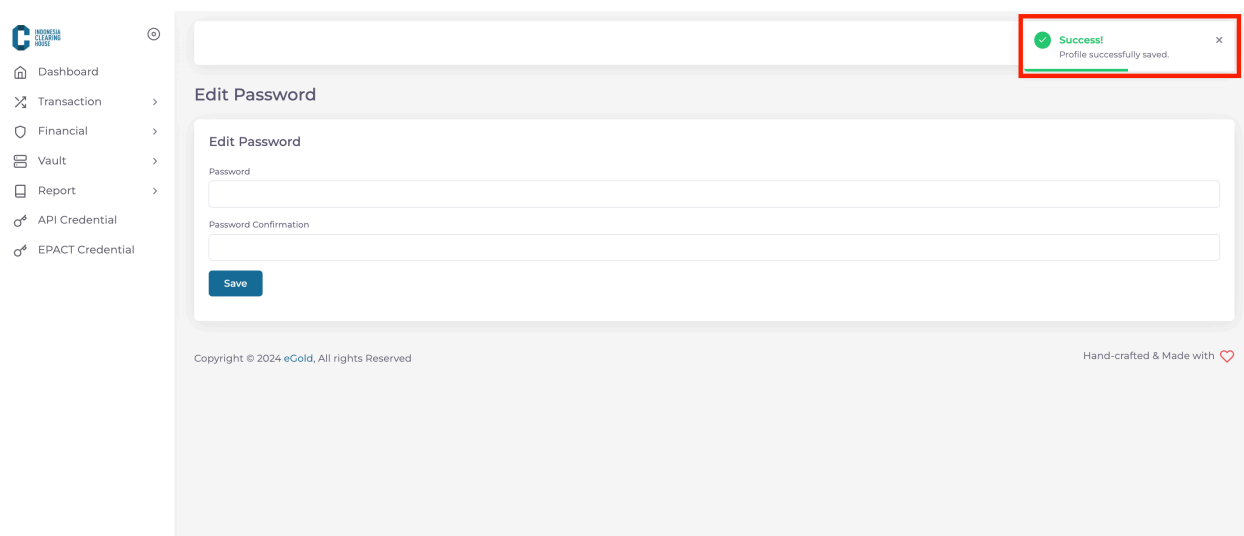 INDONESIA
CLEARING
HOUSE
Dashboard
Transaction
Financial
Vault
Report
API Credential
EPACT Credential
Success!
Profile successfully saved.
Edit Password
Edit Password
Password
Password Confirmation
Save
Copyright © 2024 eGold, All rights Reserved
Hand-crafted & Made with